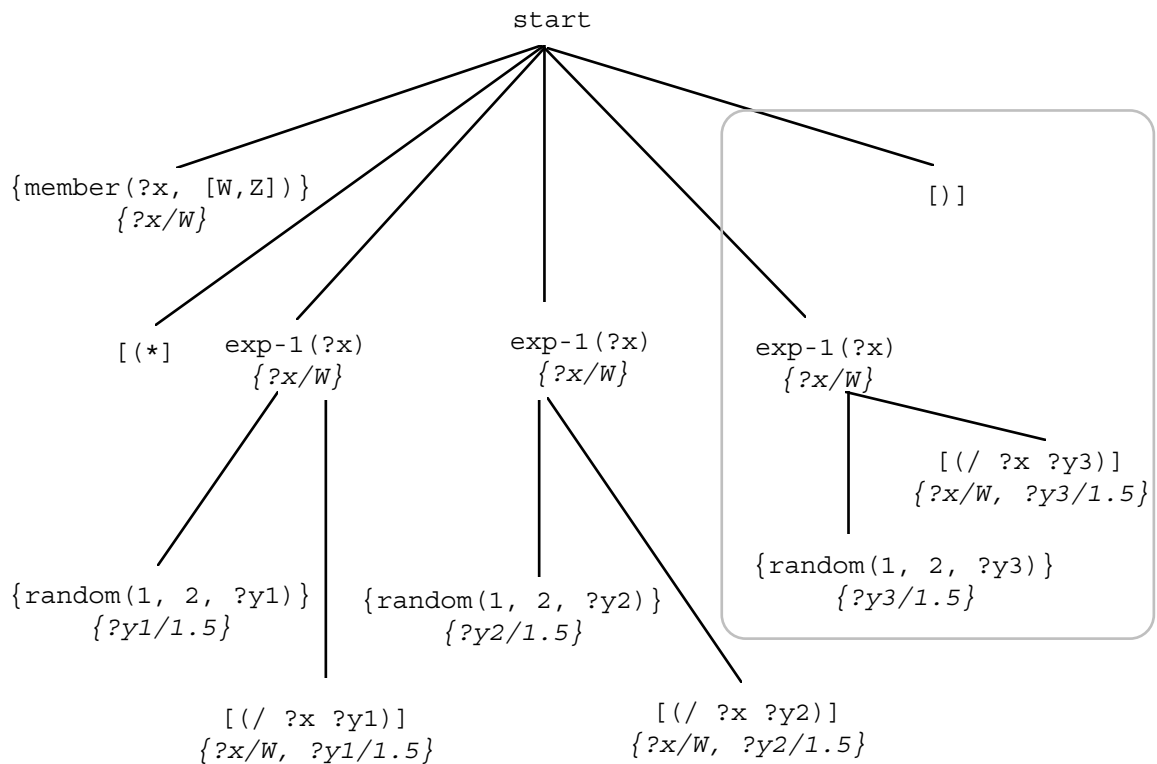 start
{member(?x, [W,Z])}
{?x/W}
[)]
[(*]
exp-1(?x)
{?x/W}
exp-1(?x)
{?x/W}
exp-1(?x)
{?x/W}
[(/ ?x ?y3)]
{?x/W, ?y3/1.5}
{random(1, 2, ?y1)}
{?y1/1.5}
{random(1, 2, ?y2)}
{?y2/1.5}
{random(1, 2, ?y3)}
{?y3/1.5}
[(/ ?x ?y1)]
{?x/W, ?y1/1.5}
[(/ ?x ?y2)]
{?x/W, ?y2/1.5}